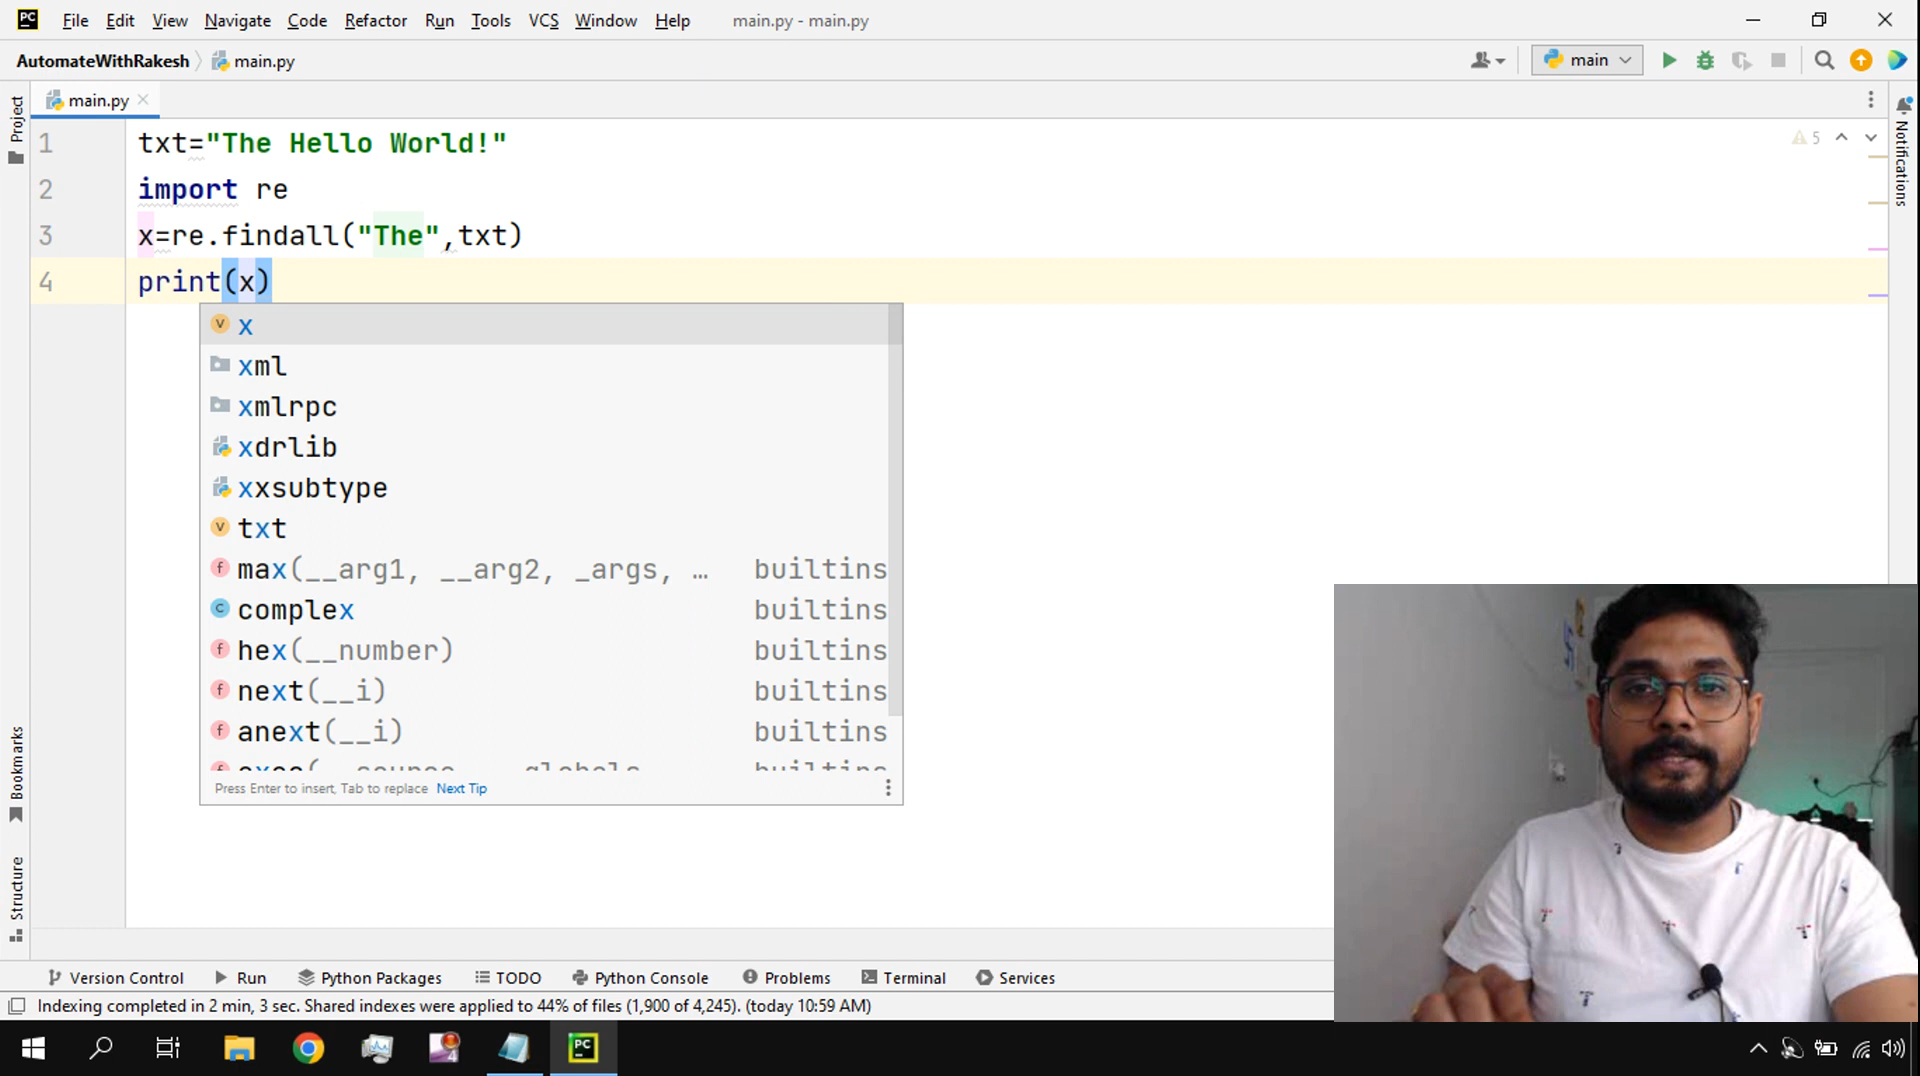 PC File Edit View Navigate Code Refactor Run Tools VCS Window Help main.py - main.py
AutomateWithRakesh main.py main
main.py
Project
Notifications
1 txt="The Hello World!" 5
2 import re
3 x=re.findall("The",txt)
4 print(x)
v x
xml
xmlrpc
xdrlib
xxsubtype
v txt
f max(__arg1, __arg2, _args, … builtins
c complex builtins
f hex(__number) builtins
f next(__i) builtins
f anext(__i) builtins
Press Enter to insert, Tab to replace Next Tip
Bookmarks
Structure
Version Control Run Python Packages TODO Python Console Problems Terminal Services
Indexing completed in 2 min, 3 sec. Shared indexes were applied to 44% of files (1,900 of 4,245). (today 10:59 AM)
4 PC